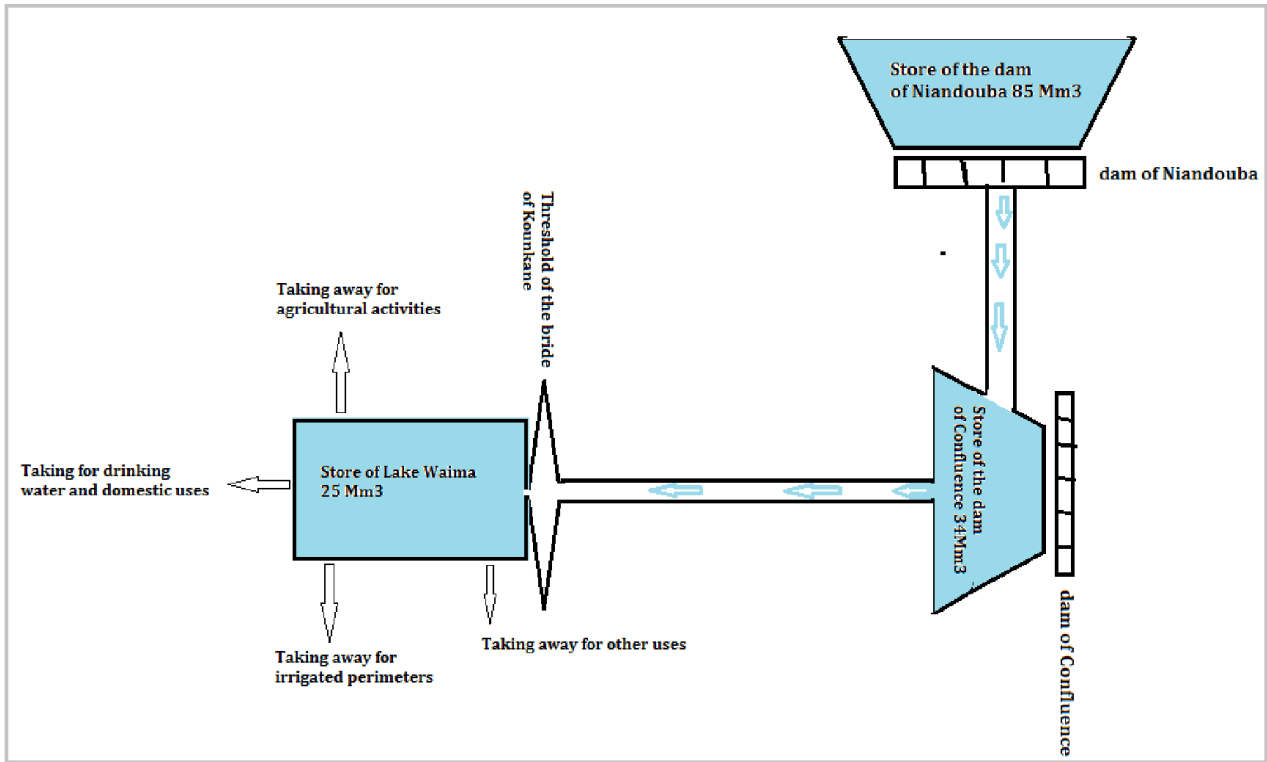 Store of the dam
of Niandouba 85 Mm3
dam of Niandouba
Threshold of the bride
of Kounkane
Taking away for
agricultural activities
Store of Lake Waima
25 Mm3
Taking for drinking
water and domestic uses
Store of the dam
of Confluence 34Mm3
Taking away for other uses
Taking away for
irrigated perimeters
dam of Confluence